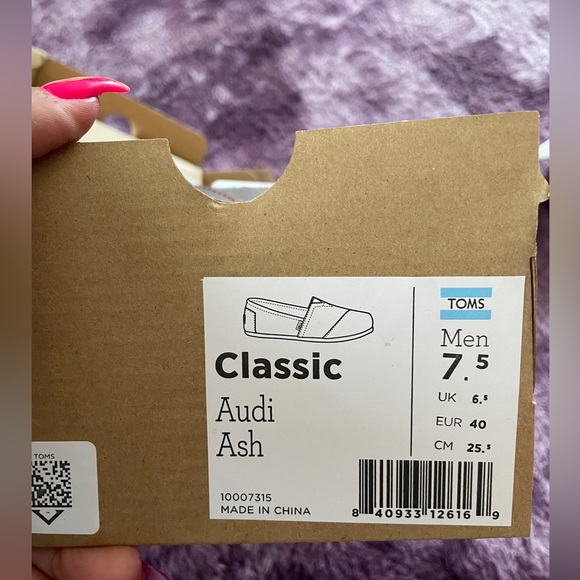 TOMS
Men
7.5
UK 6.5
EUR 40
CM 25.5
Classic
Audi
Ash
10007315
MADE IN CHINA
8 40933 12616 9
TOMS